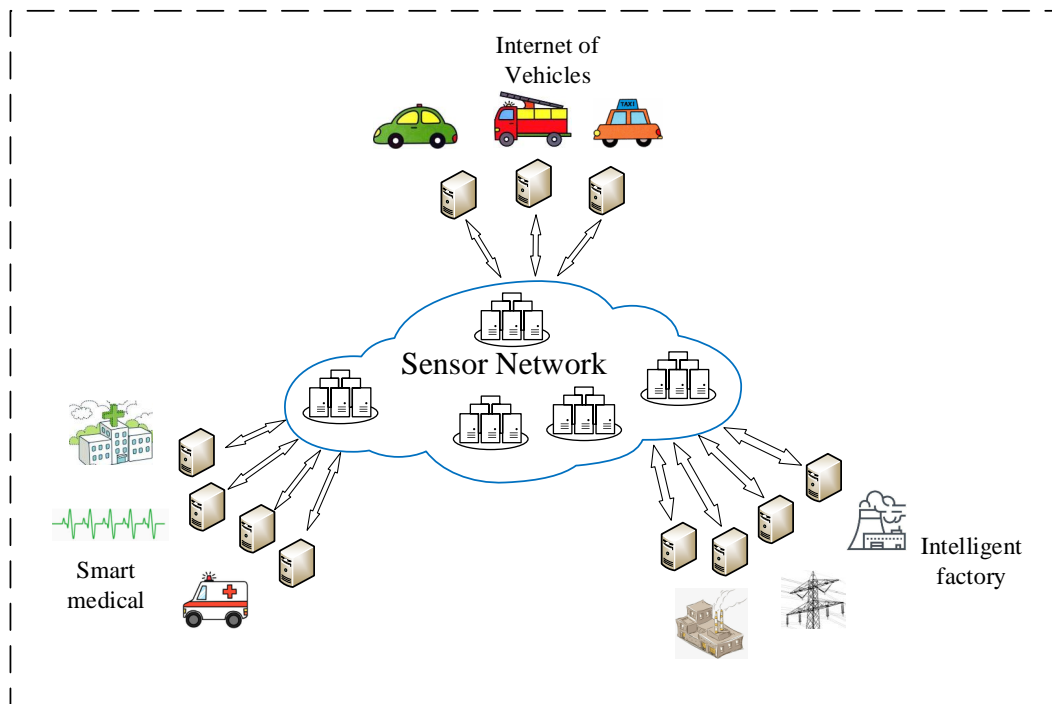 Internet of
Vehicles
TAXI
Sensor Network
Smart
medical
Intelligent
factory